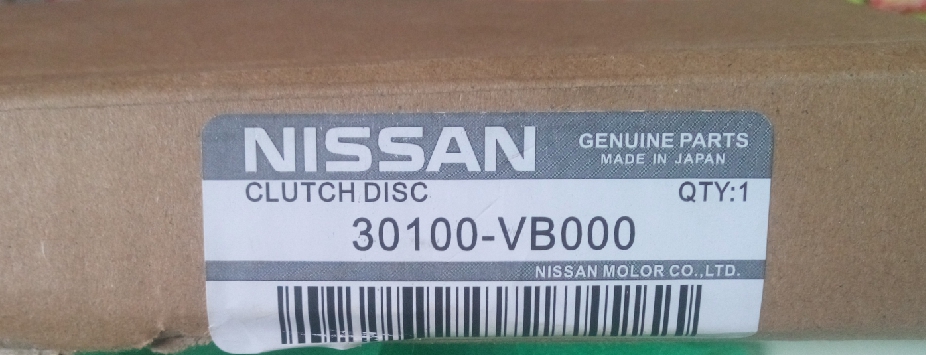 NISSAN
GENUINE PARTS
MADE IN JAPAN
CLUTCH DISC
QTY:1
30100-VB000
NISSAN MOLOR CO.,LTD.